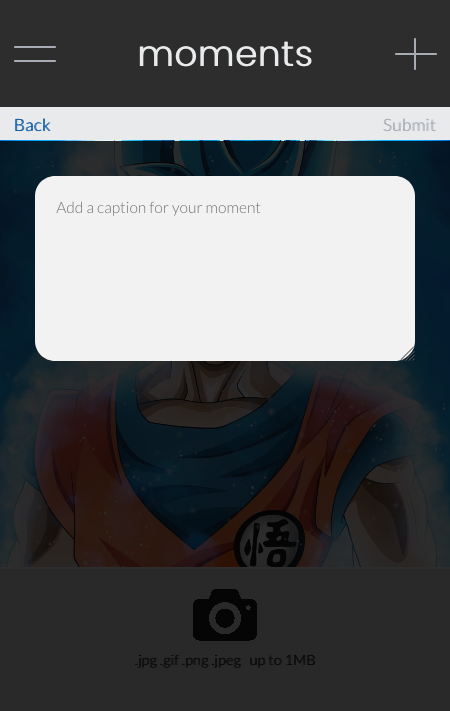 moments
Back Submit
Add a caption for your moment
悟
.jpg .gif .png .jpeg up to 1MB